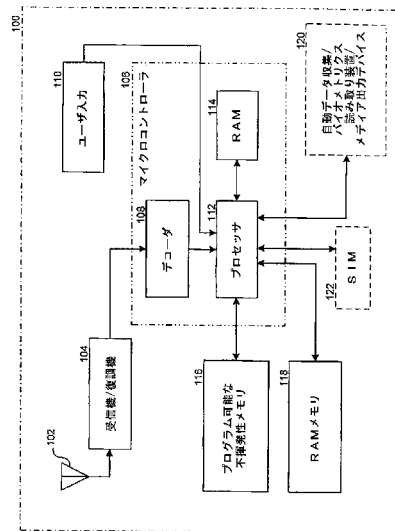 100
110
ユーザ入力
106
マイクロコントローラ
108
デコーダ
114
RAM
112
プロセッサ
120
自動データ収集/
バイオメトリクス
読み取り装置/
メディア出力デバイス
102
104
受信機/復調機
116
プログラム可能な
不揮発性メモリ
118
RAMメモリ
122
SIM